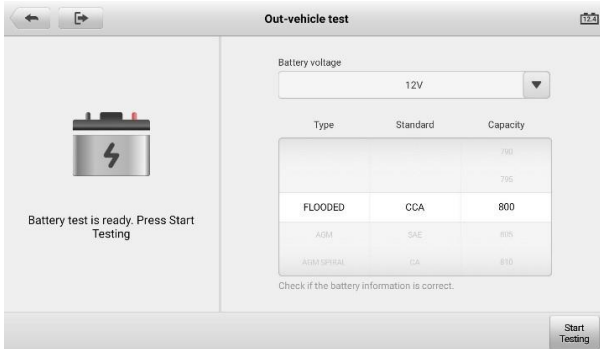 Out-vehicle test
12.4
Battery voltage
12V
Type Standard Capacity
790
795
FLOODED CCA 800
AGM SAE 805
AGM SPIRAL CA 810
Check if the battery information is correct.
Battery test is ready. Press Start
Testing
Start
Testing